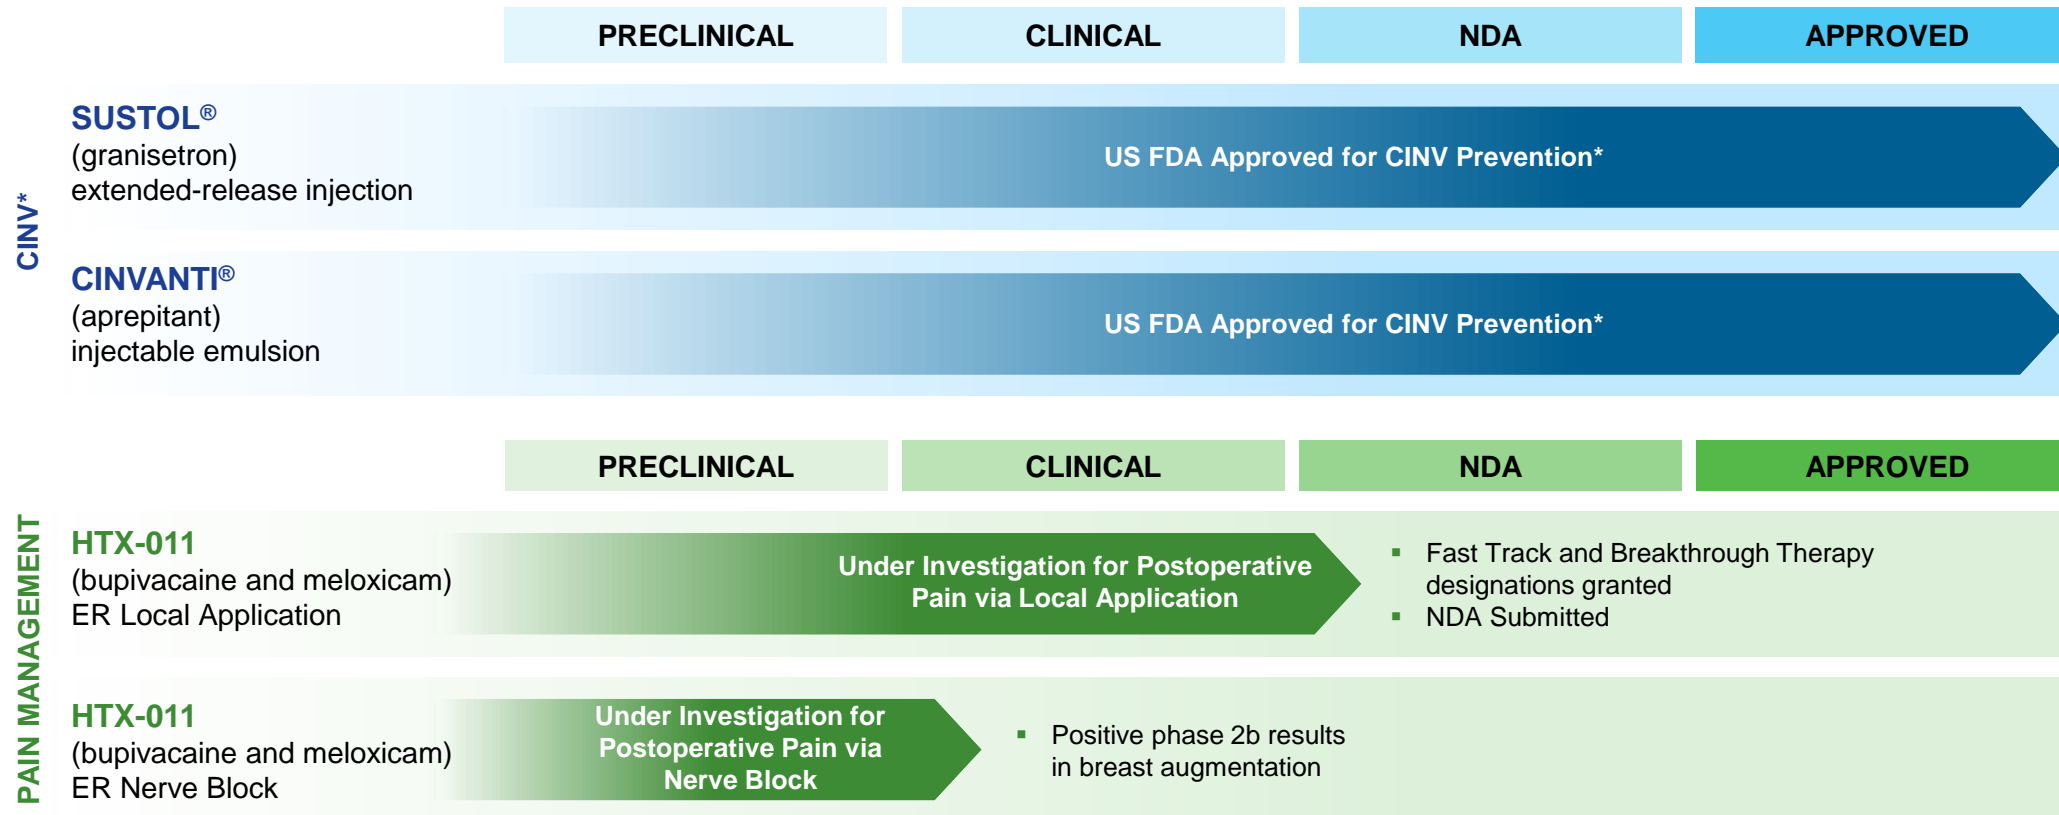 PRECLINICAL CLINICAL NDA APPROVED
CINV*
SUSTOL®
(granisetron)
extended-release injection
US FDA Approved for CINV Prevention*
CINVANTI®
(aprepitant)
injectable emulsion
US FDA Approved for CINV Prevention*
PRECLINICAL CLINICAL NDA APPROVED
PAIN MANAGEMENT
HTX-011
(bupivacaine and meloxicam)
ER Local Application
Under Investigation for Postoperative
Pain via Local Application
▪ Fast Track and Breakthrough Therapy
designations granted
▪ NDA Submitted
HTX-011
(bupivacaine and meloxicam)
ER Nerve Block
Under Investigation for
Postoperative Pain via
Nerve Block
▪ Positive phase 2b results
in breast augmentation